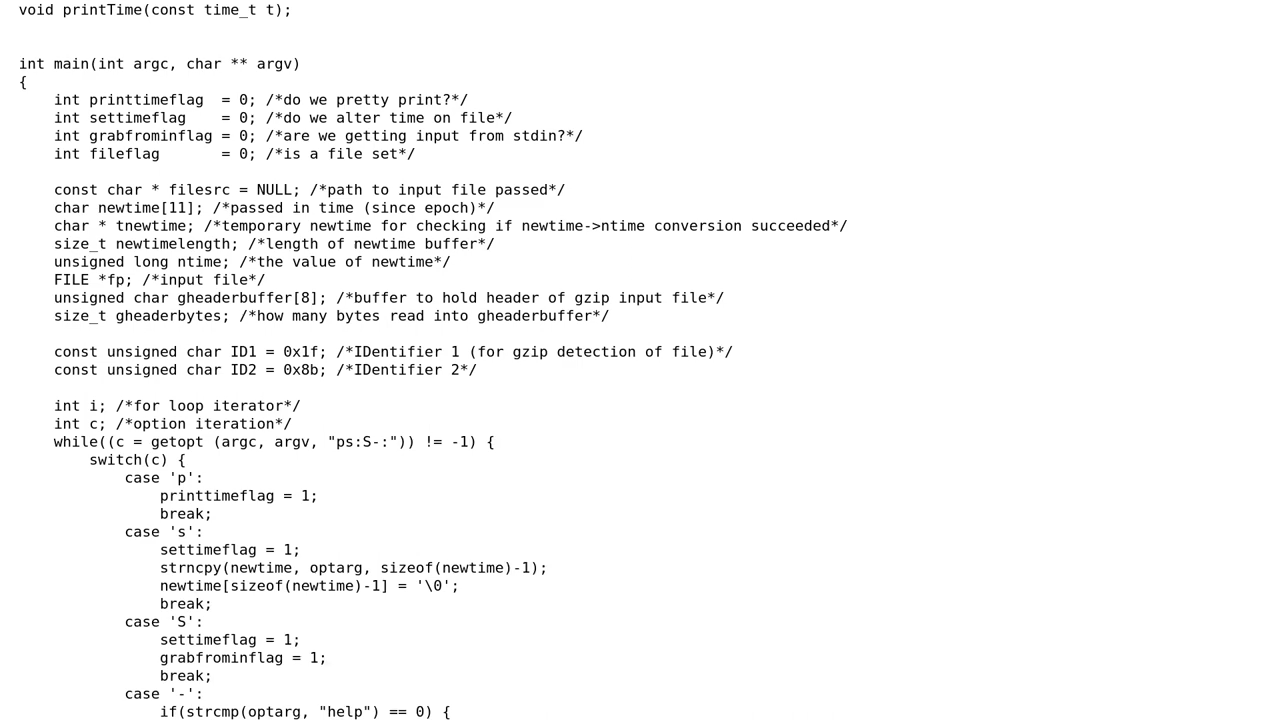 void printTime(const time_t t);
int main(int argc, char ** argv)
{
    int printtimeflag  = 0; /*do we pretty print?*/
    int settimeflag    = 0; /*do we alter time on file*/
    int grabfrominflag = 0; /*are we getting input from stdin?*/
    int fileflag       = 0; /*is a file set*/
    const char * filesrc = NULL; /*path to input file passed*/
    char newtime[11]; /*passed in time (since epoch)*/
    char * tnewtime; /*temporary newtime for checking if newtime->ntime conversion succeeded*/
    size_t newtimelength; /*length of newtime buffer*/
    unsigned long ntime; /*the value of newtime*/
    FILE *fp; /*input file*/
    unsigned char gheaderbuffer[8]; /*buffer to hold header of gzip input file*/
    size_t gheaderbytes; /*how many bytes read into gheaderbuffer*/
    const unsigned char ID1 = 0x1f; /*IDentifier 1 (for gzip detection of file)*/
    const unsigned char ID2 = 0x8b; /*IDentifier 2*/
    int i; /*for loop iterator*/
    int c; /*option iteration*/
    while((c = getopt (argc, argv, "ps:S-:")) != -1) {
        switch(c) {
            case 'p':
                printtimeflag = 1;
                break;
            case 's':
                settimeflag = 1;
                strncpy(newtime, optarg, sizeof(newtime)-1);
                newtime[sizeof(newtime)-1] = '\0';
                break;
            case 'S':
                settimeflag = 1;
                grabfrominflag = 1;
                break;
            case '-':
                if(strcmp(optarg, "help") == 0) {